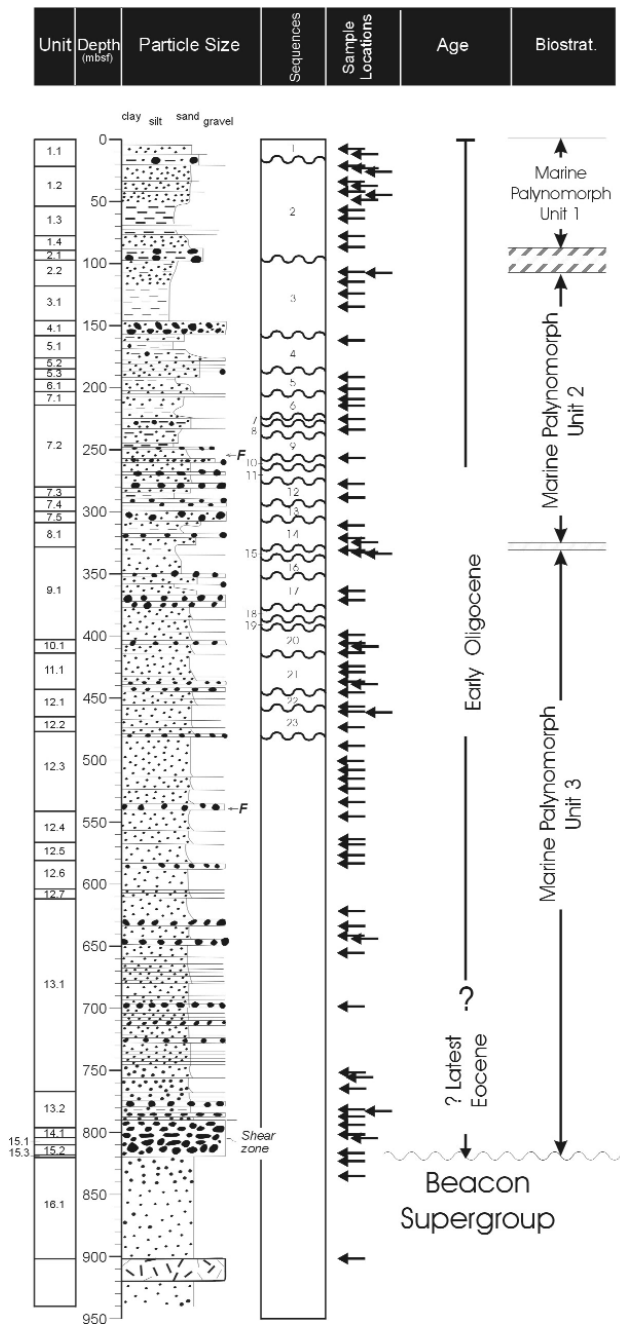 Unit
Depth
(mbsf)
Particle Size
Sequences
Sample
Locations
Age
Biostrat.
clay
silt
sand
gravel
0
50
100
150
200
250
300
350
400
450
500
550
600
650
700
750
800
850
900
950
1.1
1.2
1.3
1.4
2.1
2.2
3.1
4.1
5.1
5.2
5.3
6.1
7.1
7.2
7.3
7.4
7.5
8.1
9.1
10.1
11.1
12.1
12.2
12.3
12.4
12.5
12.6
12.7
13.1
13.2
14.1
15.1
15.2
15.3
16.1
F
F
Shear
zone
1
2
3
4
5
6
7
8
9
10
11
12
13
14
15
16
17
18
19
20
21
22
23
Early Oligocene
?
? Latest
Eocene
Marine
Palynomorph
Unit 1
Marine Palynomorph
Unit 2
Marine Palynomorph
Unit 3
Beacon
Supergroup